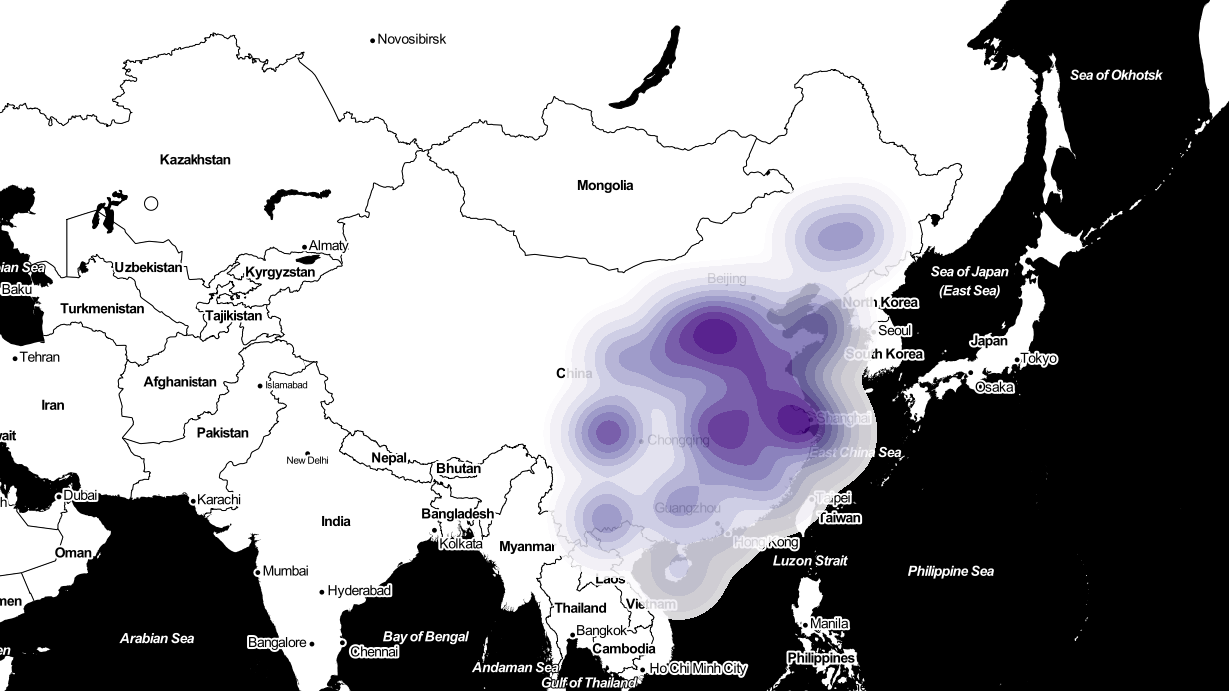 Novosibirsk
Sea of Okhotsk
Kazakhstan
Mongolia
Almaty
ian Sea
Uzbekistan
Kyrgyzstan
Sea of Japan
(East Sea)
Beijing
Baku
Turkmenistan
Tajikistan
North Korea
Seoul
Tehran
South Korea
Japan
Tokyo
Islamabad
Afghanistan
China
Osaka
Iran
Pakistan
Shanghai
wait
Chongqing
East China Sea
Nepal
New Delhi
Bhutan
Dubai
Karachi
Taipei
Bangladesh
Guangzhou
India
Taiwan
Kolkata
Myanmar
Hong Kong
Oman
Luzon Strait
Mumbai
Philippine Sea
Laos
Hyderabad
men
Thailand
Vietnam
Manila
Arabian Sea
Bay of Bengal
Bangkok
Bangalore
Chennai
Cambodia
en
Philippines
Andaman Sea
Ho Chi Minh City
Gulf of Thailand